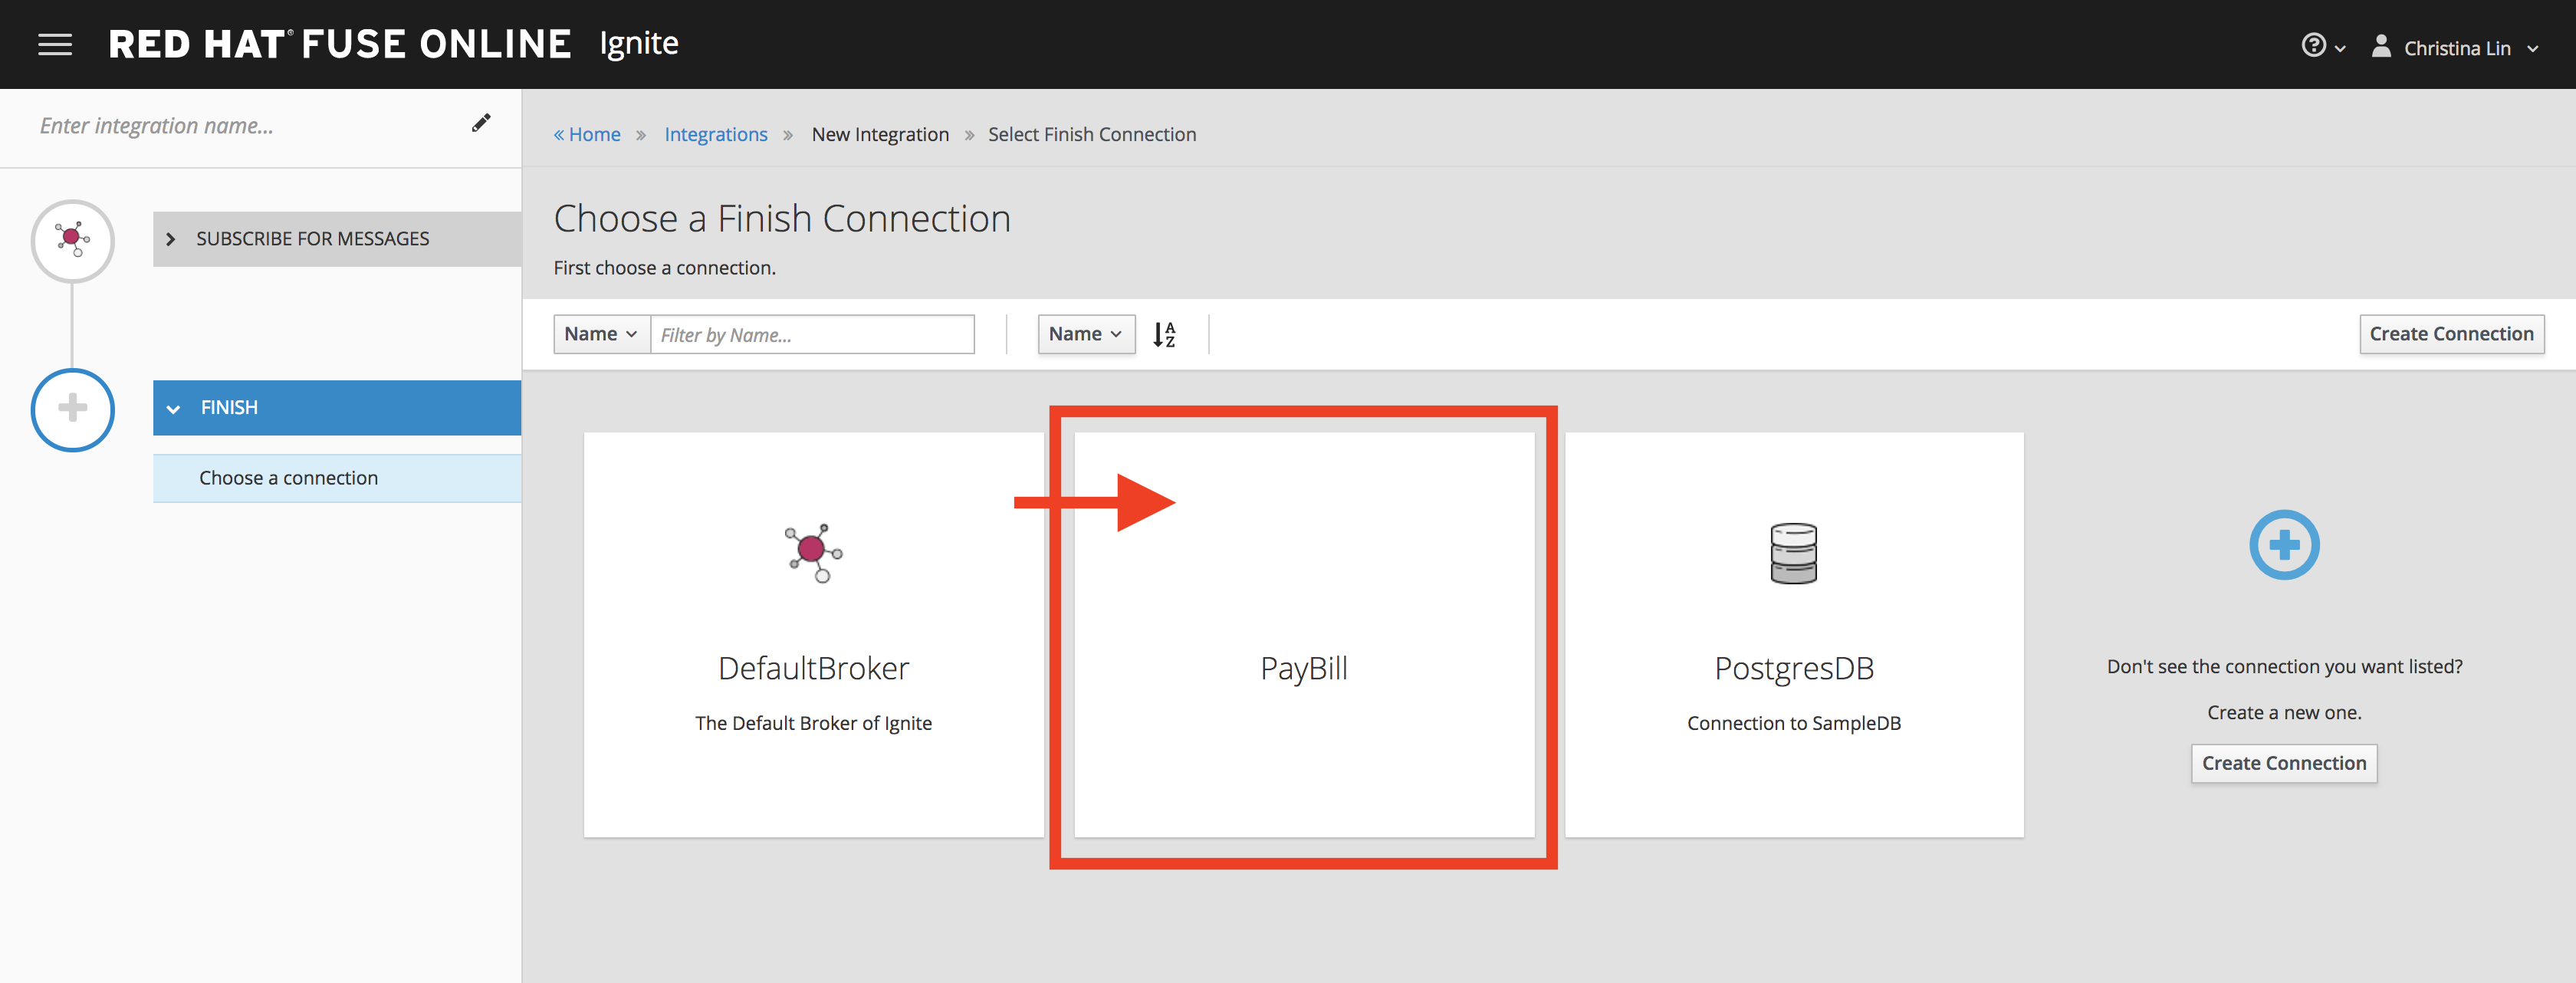 RED HAT® FUSE ONLINE Ignite
Christina Lin
Enter integration name...
« Home » Integrations » New Integration » Select Finish Connection
SUBSCRIBE FOR MESSAGES
Choose a Finish Connection
First choose a connection.
Name Filter by Name... Name A Z Create Connection
FINISH
Choose a connection
DefaultBroker
The Default Broker of Ignite
PayBill
PostgresDB
Connection to SampleDB
Don't see the connection you want listed?
Create a new one.
Create Connection